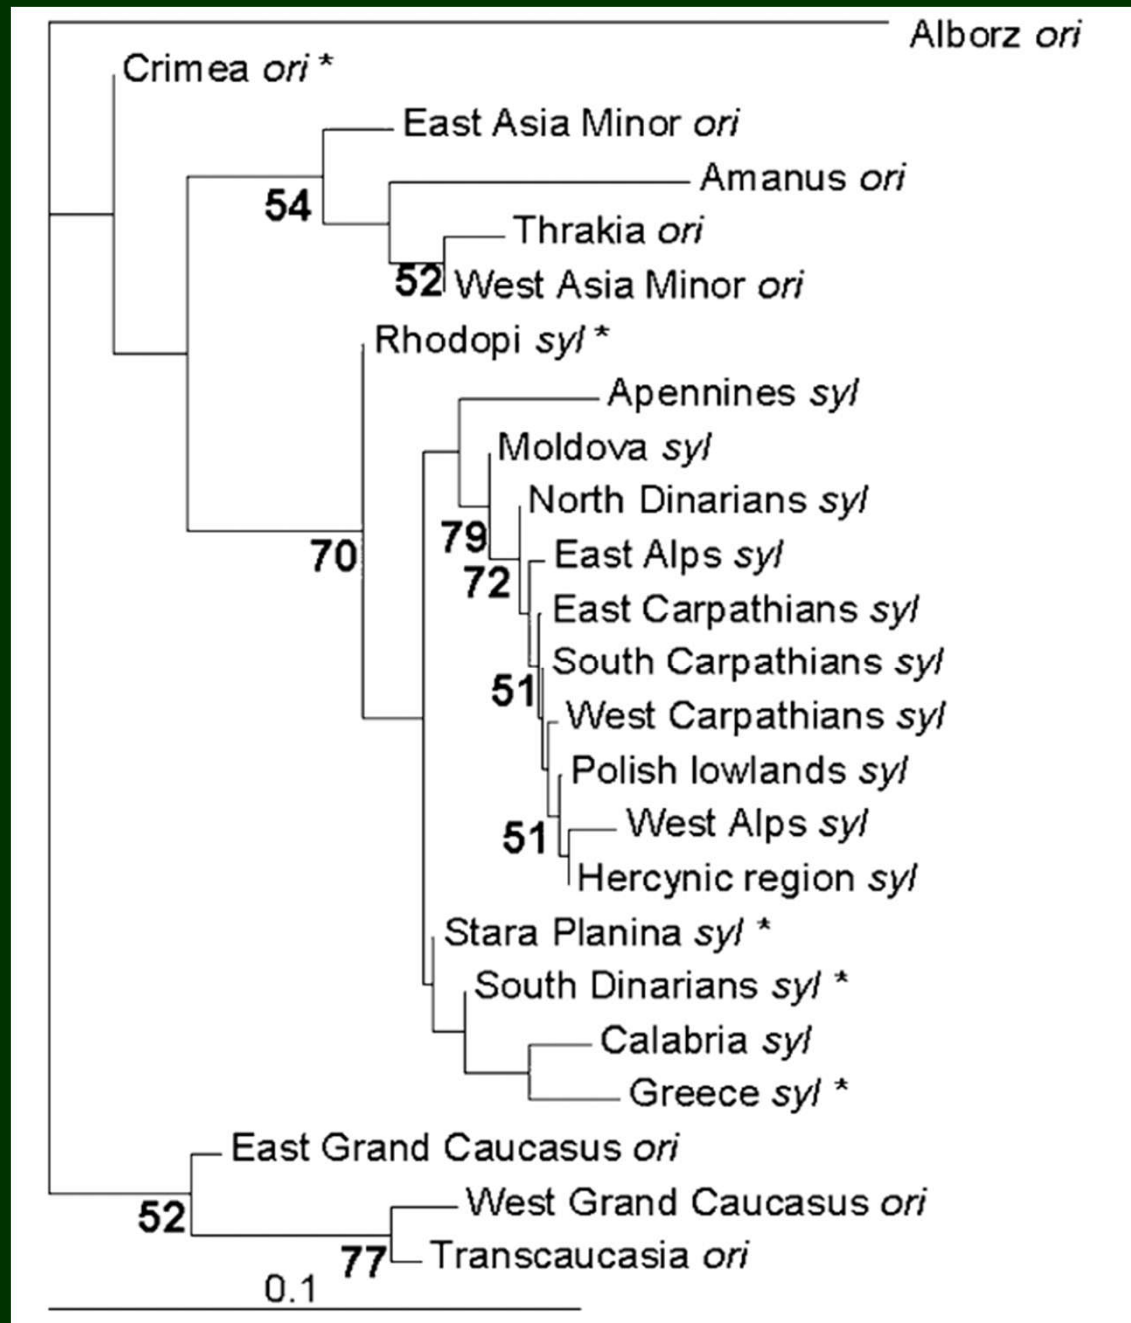 Alborz ori
Crimea ori *
East Asia Minor ori
54
Amanus ori
Thrakia ori
52
West Asia Minor ori
Rhodopi syl *
Apennines syl
Moldova syl
North Dinarians syl
79
East Alps syl
70
72
East Carpathians syl
South Carpathians syl
51
West Carpathians syl
Polish lowlands syl
West Alps syl
51
Hercynic region syl
Stara Planina syl *
South Dinarians syl *
Calabria syl
Greece syl *
East Grand Caucasus ori
West Grand Caucasus ori
52
Transcaucasia ori
77
0.1